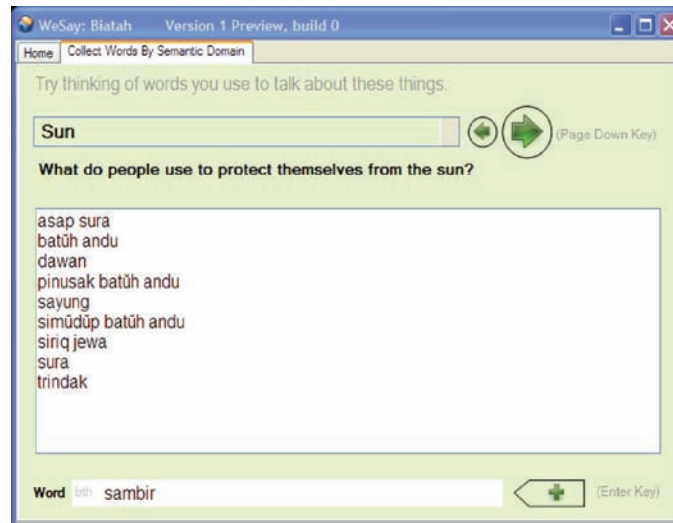 WeSay: Biatah Version 1 Preview, build 0
Home Collect Words By Semantic Domain
Try thinking of words you use to talk about these things.
Sun
(Page Down Key)
What do people use to protect themselves from the sun?
asap sura
batŭh andu
dawan
pinusak batŭh andu
sayung
simŭdŭp batŭh andu
siriq jewa
sura
trindak
Word bth sambir (Enter Key)